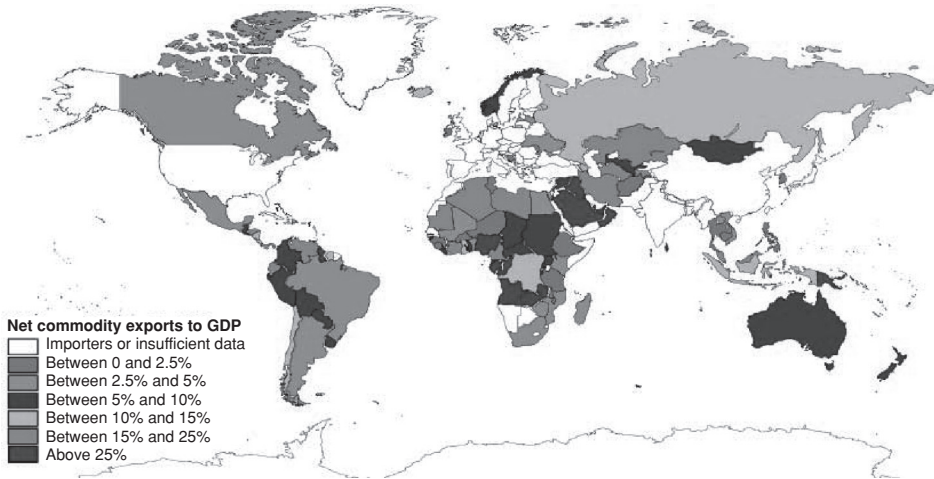 Net commodity exports to GDP
Importers or insufficient data
Between 0 and 2.5%
Between 2.5% and 5%
Between 5% and 10%
Between 10% and 15%
Between 15% and 25%
Above 25%